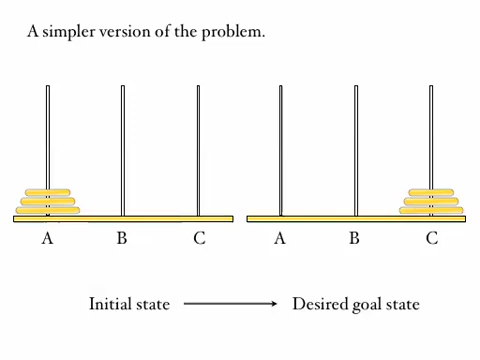 A simpler version of the problem.
A B C A B C
Initial state Desired goal state